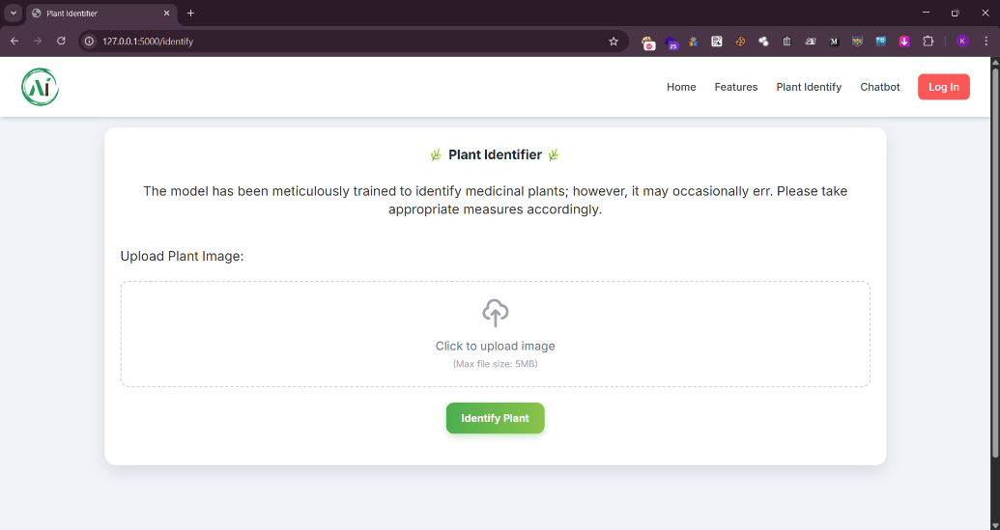 Plant Identifier
127.0.0.1:5000/identify
25
M
K
Ai
Home Features Plant Identify Chatbot Log In
Plant Identifier
The model has been meticulously trained to identify medicinal plants; however, it may occasionally err. Please take
appropriate measures accordingly.
Upload Plant Image:
Click to upload image
(Max file size: 5MB)
Identify Plant